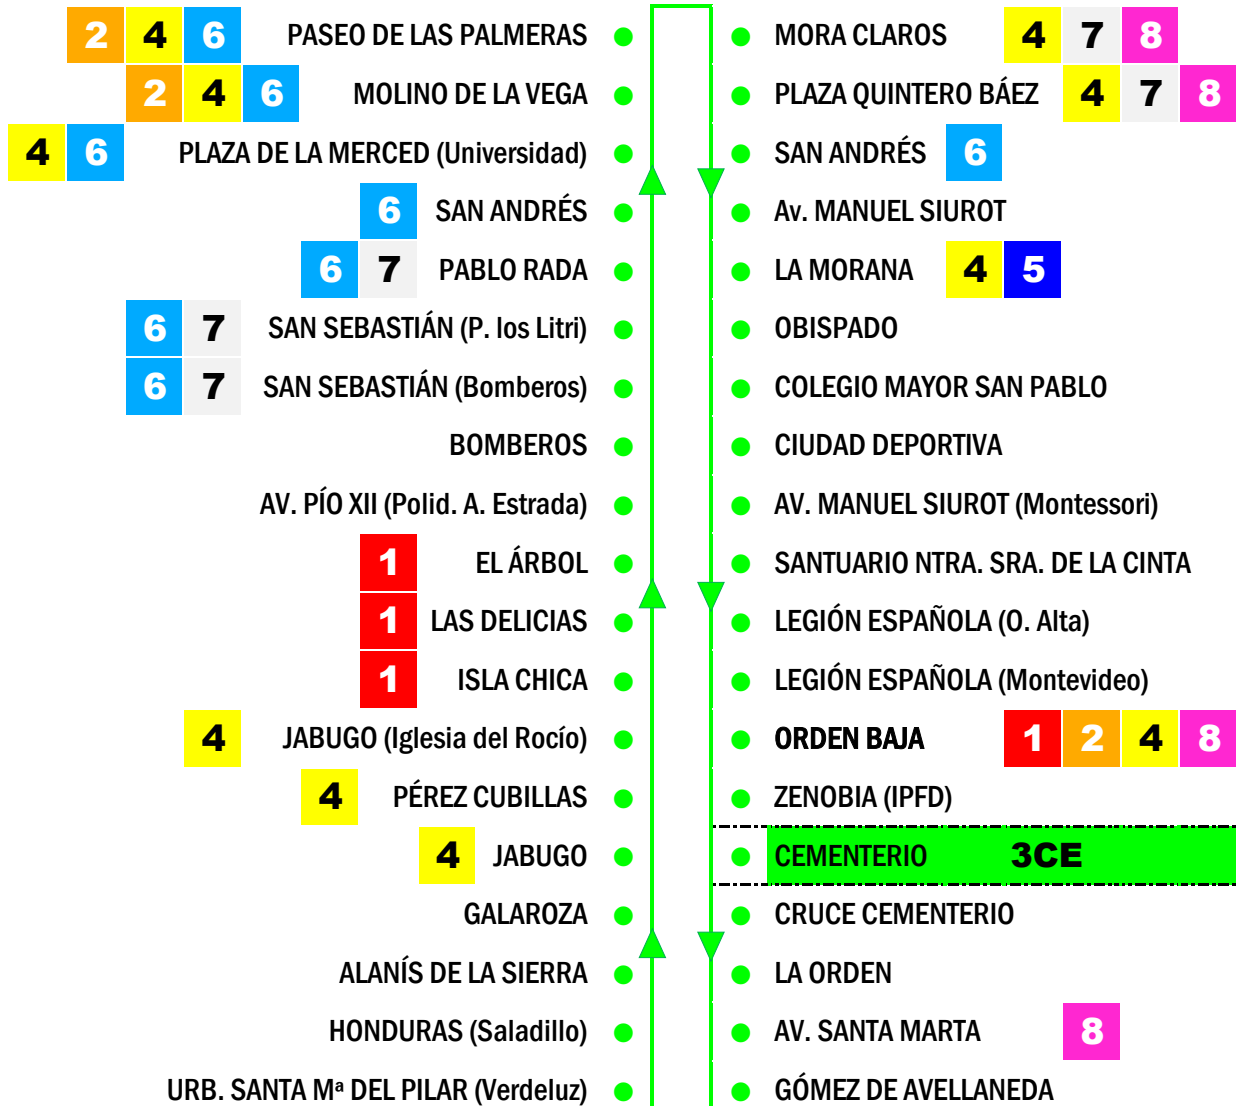 2 4 6 PASEO DE LAS PALMERAS
2 4 6 MOLINO DE LA VEGA
4 6 PLAZA DE LA MERCED (Universidad)
6 SAN ANDRÉS
6 7 PABLO RADA
6 7 SAN SEBASTIÁN (P. los Litri)
6 7 SAN SEBASTIÁN (Bomberos)
BOMBEROS
AV. PÍO XII (Polid. A. Estrada)
1 EL ÁRBOL
1 LAS DELICIAS
1 ISLA CHICA
4 JABUGO (Iglesia del Rocío)
4 PÉREZ CUBILLAS
4 JABUGO
GALAROZA
ALANÍS DE LA SIERRA
HONDURAS (Saladillo)
URB. SANTA Mª DEL PILAR (Verdeluz)
MORA CLAROS 4 7 8
PLAZA QUINTERO BÁEZ 4 7 8
SAN ANDRÉS 6
Av. MANUEL SIUROT
LA MORANA 4 5
OBISPADO
COLEGIO MAYOR SAN PABLO
CIUDAD DEPORTIVA
AV. MANUEL SIUROT (Montessori)
SANTUARIO NTRA. SRA. DE LA CINTA
LEGIÓN ESPAÑOLA (O. Alta)
LEGIÓN ESPAÑOLA (Montevideo)
ORDEN BAJA 1 2 4 8
ZENOBIA (IPFD)
CEMENTERIO 3CE
CRUCE CEMENTERIO
LA ORDEN
AV. SANTA MARTA 8
GÓMEZ DE AVELLANEDA